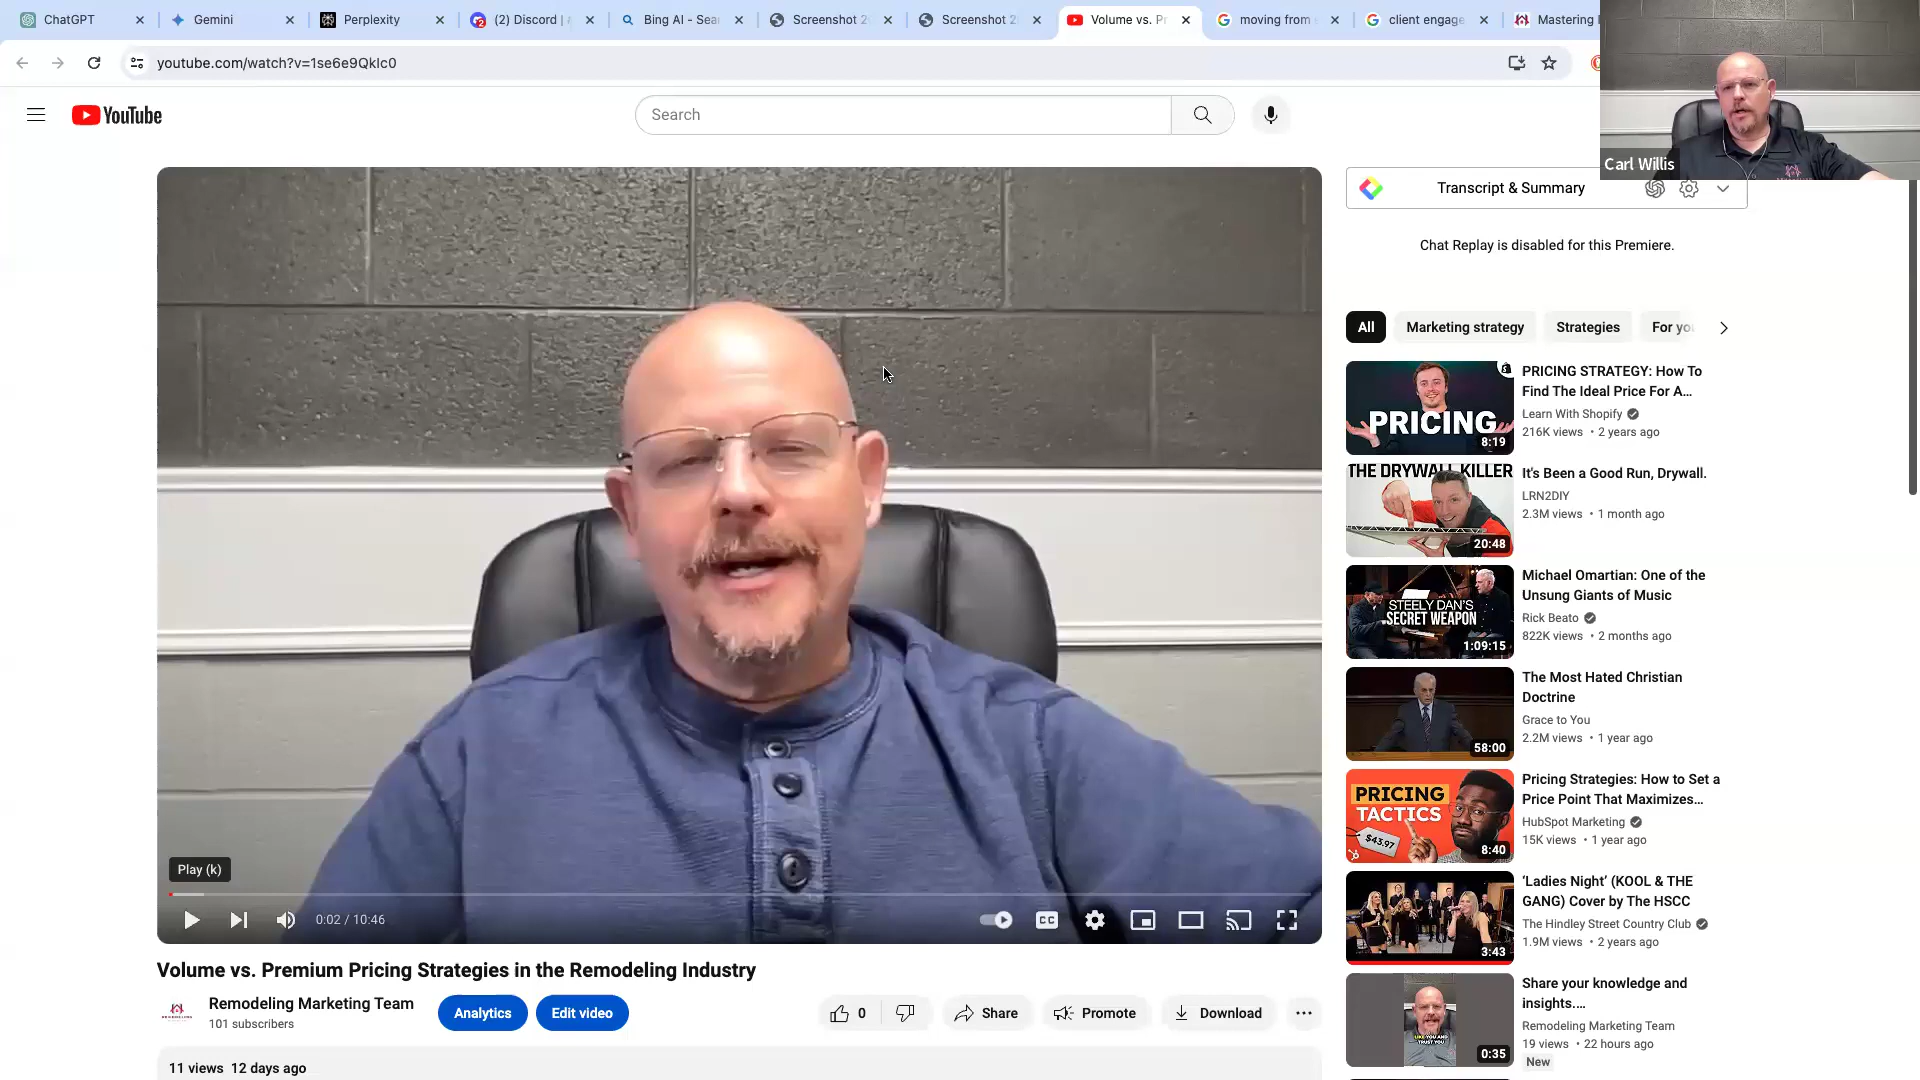 ChatGPT
Gemini
Perplexity
(2) Discord |
Bing AI - Sea
Screenshot 2
Screenshot 2
Volume vs. Pr
moving from
client engage
Mastering
youtube.com/watch?v=1se6e9QkIc0
YouTube
Search
Carl Willis
Transcript & Summary
Chat Replay is disabled for this Premiere.
All
Marketing strategy
Strategies
For yo
PRICING
8:19
PRICING STRATEGY: How To
Find The Ideal Price For A...
Learn With Shopify
216K views • 2 years ago
THE DRYWALL KILLER
20:48
It's Been a Good Run, Drywall.
LRN2DIY
2.3M views • 1 month ago
STEELY DAN'S
SECRET WEAPON
1:09:15
Michael Omartian: One of the
Unsung Giants of Music
Rick Beato
822K views • 2 months ago
58:00
The Most Hated Christian
Doctrine
Grace to You
2.2M views • 1 year ago
PRICING
TACTICS
$43.97
8:40
Pricing Strategies: How to Set a
Price Point That Maximizes...
HubSpot Marketing
15K views • 1 year ago
3:43
‘Ladies Night’ (KOOL & THE
GANG) Cover by The HSCC
The Hindley Street Country Club
1.9M views • 2 years ago
LIKE YOU AND
TRUST YOU
0:35
Share your knowledge and
insights....
Remodeling Marketing Team
19 views • 22 hours ago
New
Play (k)
0:02 / 10:46
CC
Volume vs. Premium Pricing Strategies in the Remodeling Industry
Remodeling Marketing Team
101 subscribers
Analytics
Edit video
0
Share
Promote
Download
11 views 12 days ago